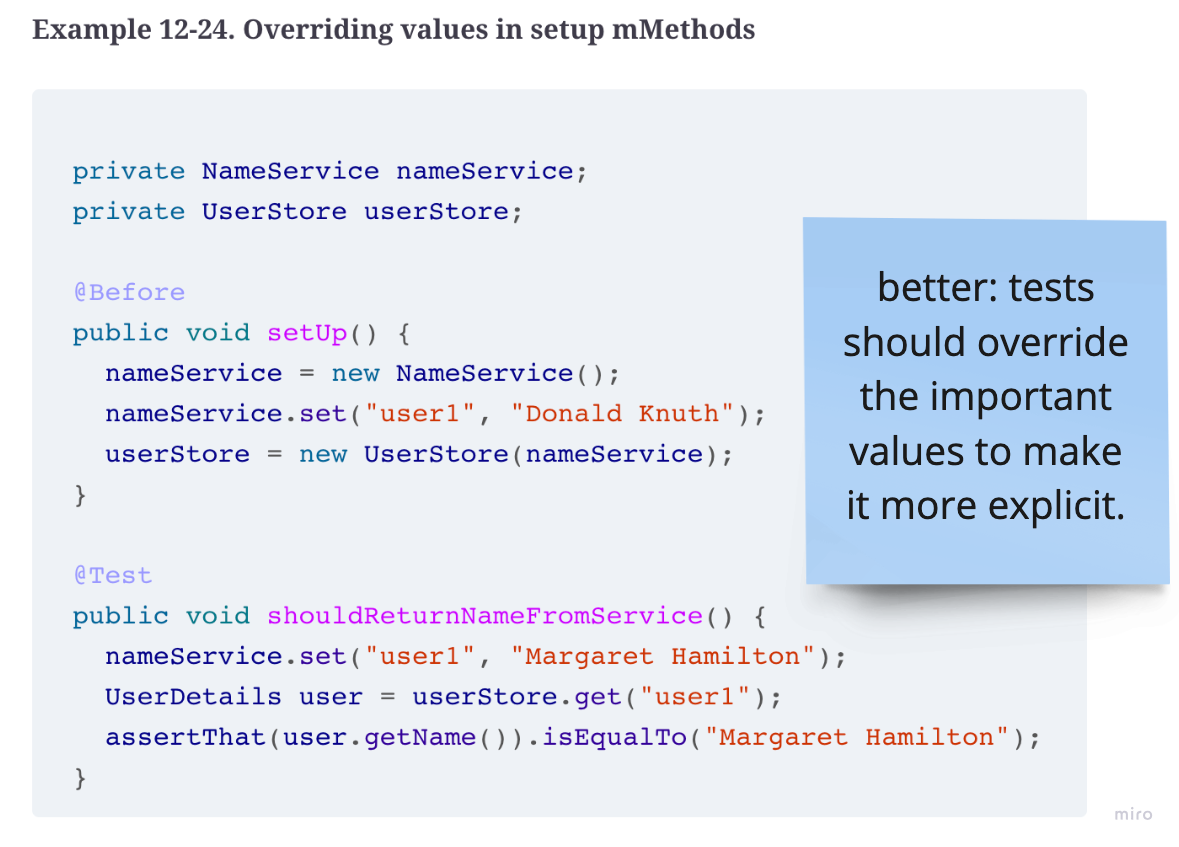 Example 12-24. Overriding values in setup mMethods
private NameService nameService;
private UserStore userStore;
@Before
public void setUp() {
nameService = new NameService();
nameService.set("user1", "Donald Knuth");
userStore = new UserStore(nameService);
}
@Test
public void shouldReturnNameFromService() {
nameService.set("user1", "Margaret Hamilton");
UserDetails user = userStore.get("user1");
assertThat(user.getName()).isEqualTo("Margaret Hamilton");
}
better: tests
should override
the important
values to make
it more explicit.
miro